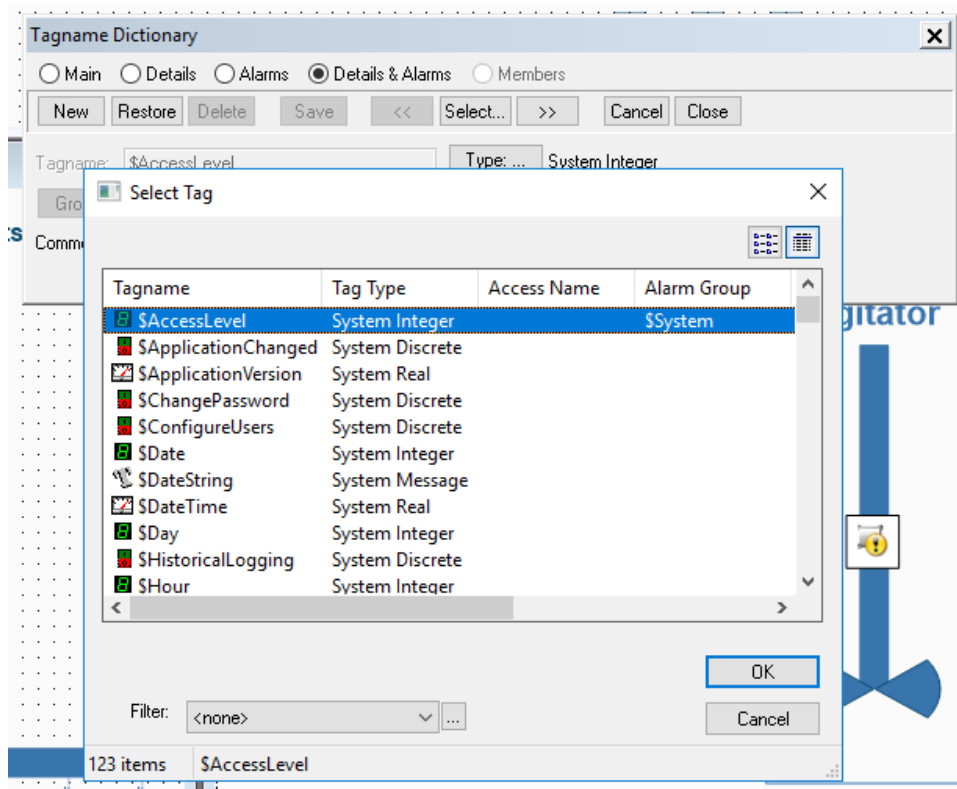 Tagname Dictionary
Main Details Alarms Details & Alarms Members
New Restore Delete Save << Select... >> Cancel Close
Tagname: $AccessLevel Type: ... System Integer
Gro
ts
Comme
Select Tag
Tagname Tag Type Access Name Alarm Group
$AccessLevel System Integer $System
$ApplicationChanged System Discrete
$ApplicationVersion System Real
$ChangePassword System Discrete
$ConfigureUsers System Discrete
$Date System Integer
$DateString System Message
$DateTime System Real
$Day System Integer
$HistoricalLogging System Discrete
$Hour System Integer
gitator
OK
Filter: <none> ... Cancel
123 items $AccessLevel